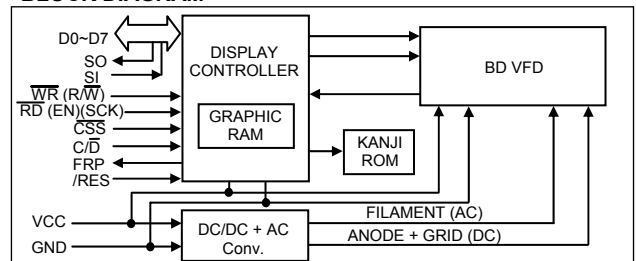 BLOCK DIAGRAM
D0~D7
SO
SI
WR (R/W)
RD (EN)(SCK)
CSS
C/D
FRP
/RES
VCC
GND
DISPLAY
CONTROLLER
GRAPHIC
RAM
KANJI
ROM
BD VFD
DC/DC + AC
Conv.
FILAMENT (AC)
ANODE + GRID (DC)